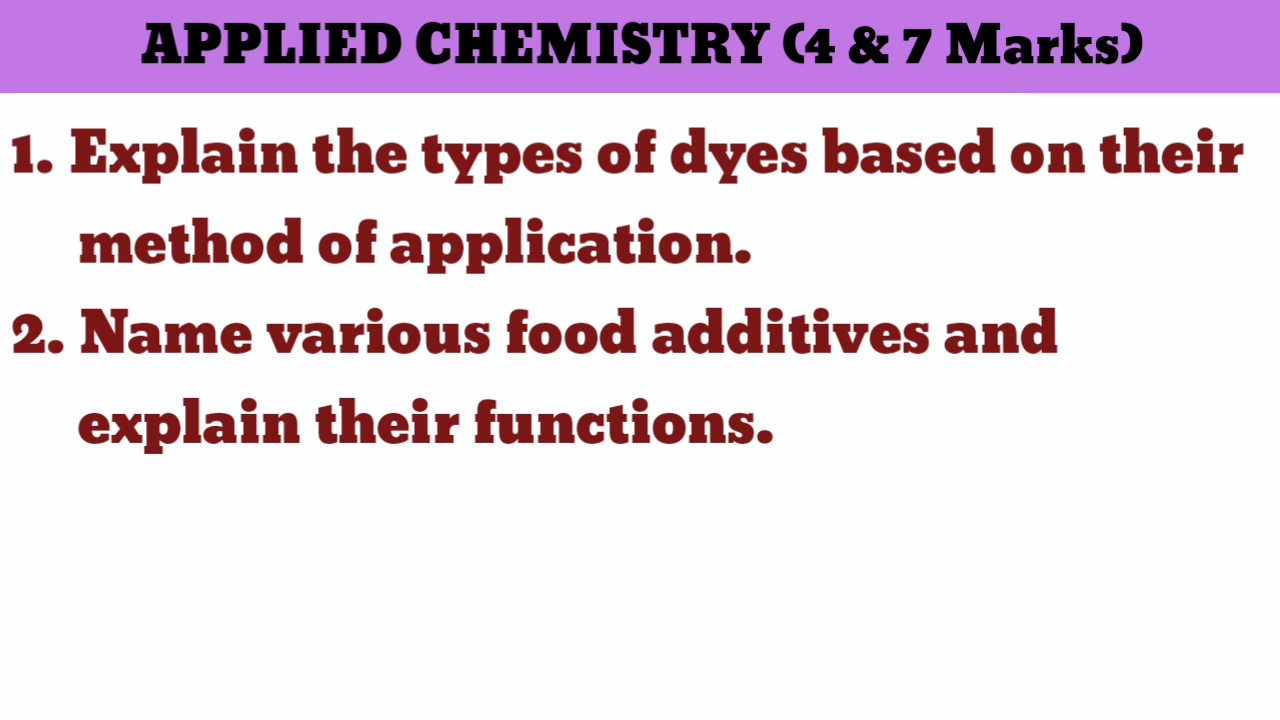 APPLIED CHEMISTRY (4 & 7 Marks)
1. Explain the types of dyes based on their
method of application.
2. Name various food additives and
explain their functions.